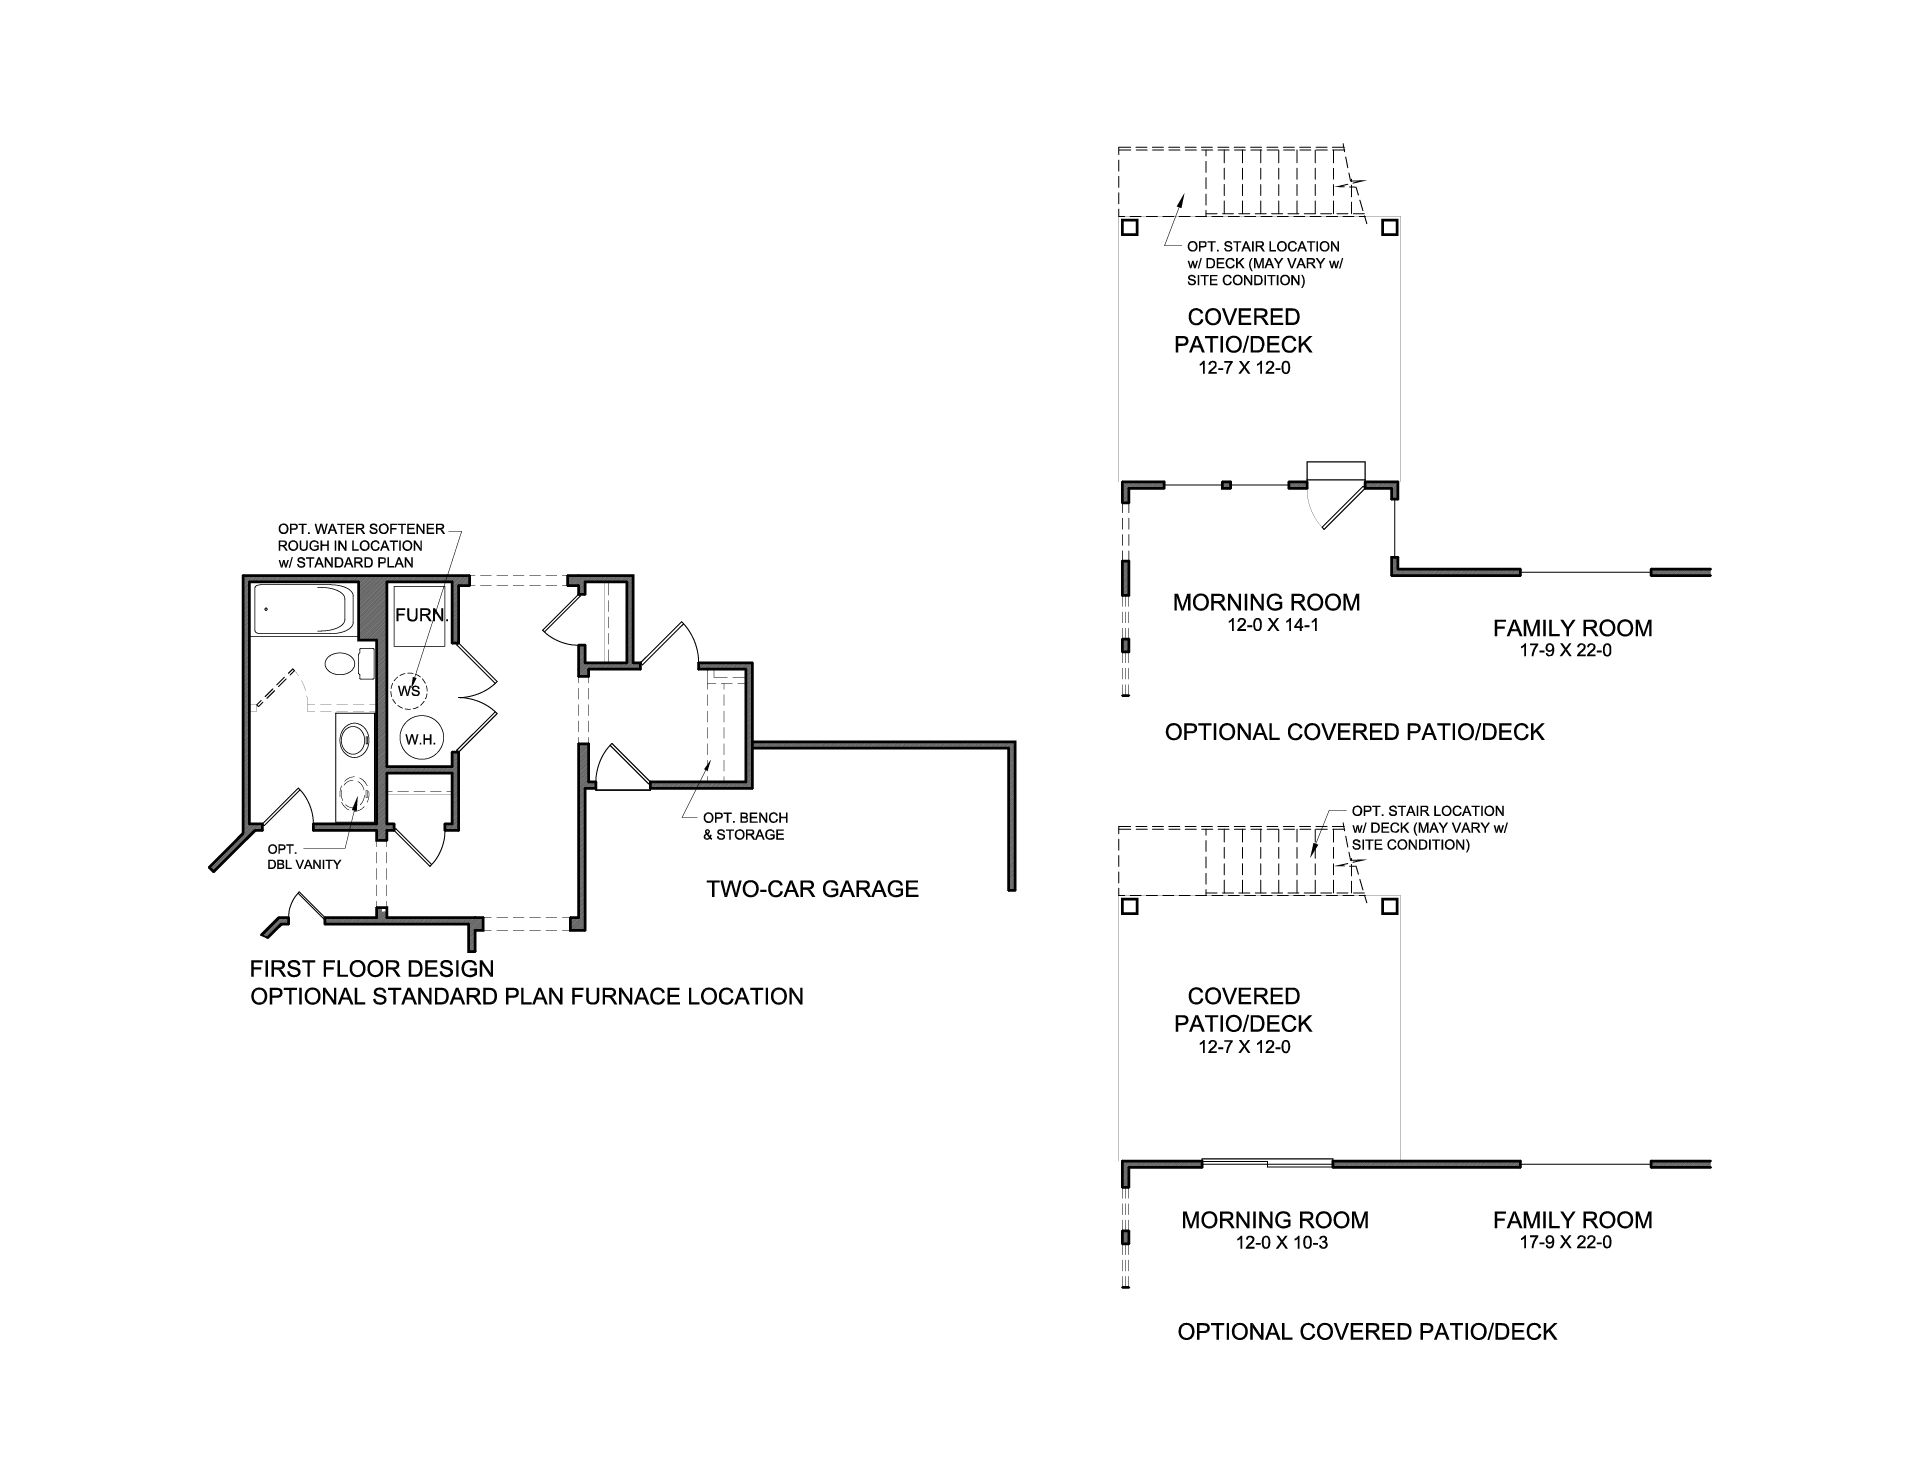 OPT. STAIR LOCATION
w/ DECK (MAY VARY w/
SITE CONDITION)
COVERED
PATIO/DECK
12-7 X 12-0
MORNING ROOM
12-0 X 14-1
FAMILY ROOM
17-9 X 22-0
OPTIONAL COVERED PATIO/DECK
OPT. WATER SOFTENER
ROUGH IN LOCATION
w/ STANDARD PLAN
FURN.
WS
W.H.
OPT.
DBL VANITY
OPT. BENCH
& STORAGE
TWO-CAR GARAGE
FIRST FLOOR DESIGN
OPTIONAL STANDARD PLAN FURNACE LOCATION
OPT. STAIR LOCATION
w/ DECK (MAY VARY w/
SITE CONDITION)
COVERED
PATIO/DECK
12-7 X 12-0
MORNING ROOM
12-0 X 10-3
FAMILY ROOM
17-9 X 22-0
OPTIONAL COVERED PATIO/DECK